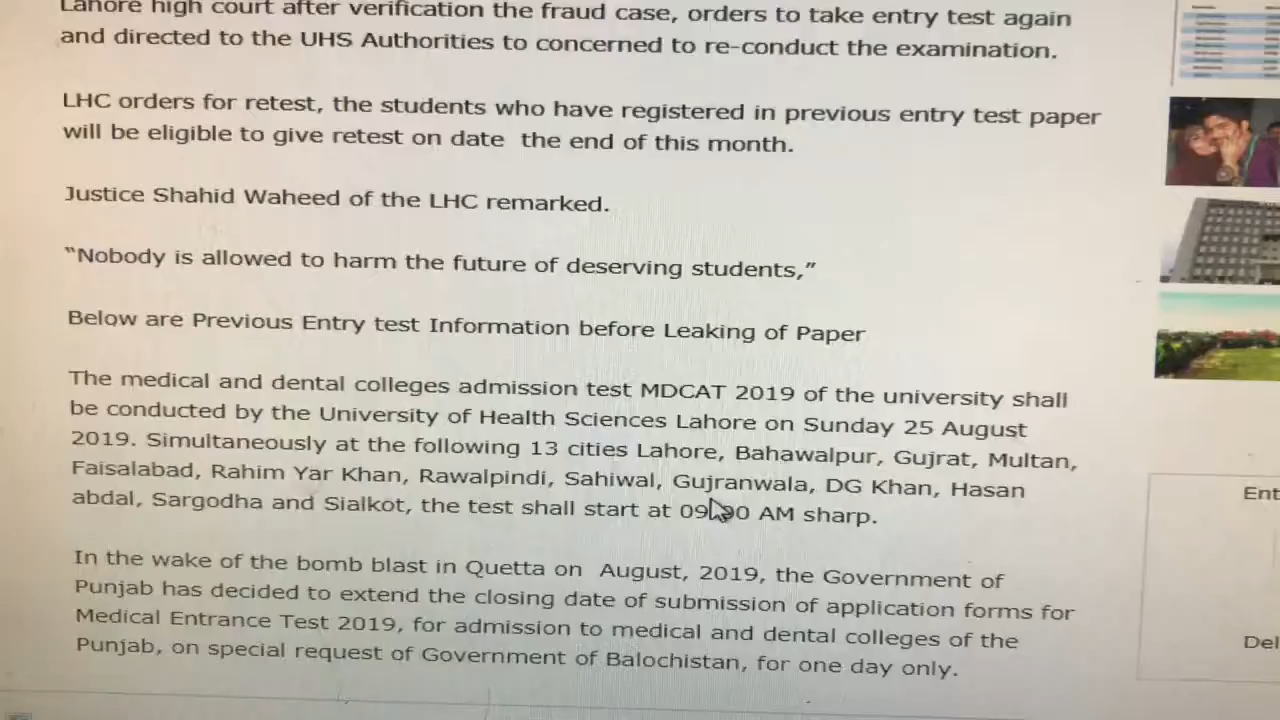 Lahore high court after verification the fraud case, orders to take entry test again
and directed to the UHS Authorities to concerned to re-conduct the examination.
LHC orders for retest, the students who have registered in previous entry test paper
will be eligible to give retest on date the end of this month.
Justice Shahid Waheed of the LHC remarked.
“Nobody is allowed to harm the future of deserving students,”
Below are Previous Entry test Information before Leaking of Paper
The medical and dental colleges admission test MDCAT 2019 of the university shall
be conducted by the University of Health Sciences Lahore on Sunday 25 August
2019. Simultaneously at the following 13 cities Lahore, Bahawalpur, Gujrat, Multan,
Faisalabad, Rahim Yar Khan, Rawalpindi, Sahiwal, Gujranwala, DG Khan, Hasan
abdal, Sargodha and Sialkot, the test shall start at AM sharp.
In the wake of the bomb blast in Quetta on August, 2019, the Government of
Punjab has decided to extend the closing date of submission of application forms for
Medical Entrance Test 2019, for admission to medical and dental colleges of the
Punjab, on special request of Government of Balochistan, for one day only.
Ent
Del